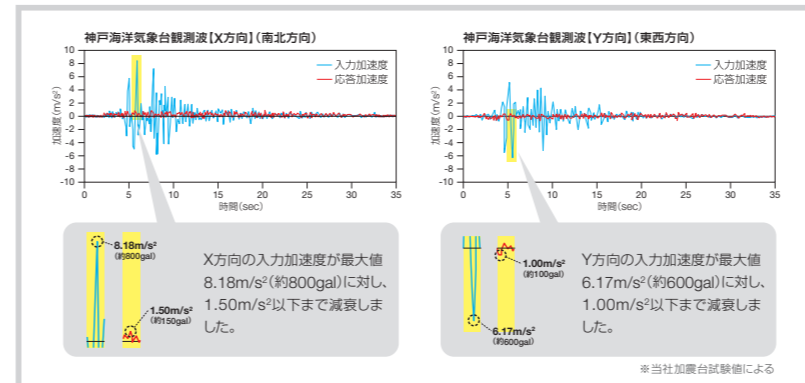 神戸海洋気象台観測波【X方向】(南北方向)
加速度(m/s²)
10
8
6
4
2
0
-2
-4
-6
-8
-10
入力加速度
応答加速度
0 5 10 15 20 25 30 35
時間(sec)
8.18m/s²
(約800gal)
1.50m/s²
(約150gal)
X方向の入力加速度が最大値
8.18m/s²(約800gal)に対し、
1.50m/s²以下まで減衰しま
した。
神戸海洋気象台観測波【Y方向】(東西方向)
加速度(m/s²)
10
8
6
4
2
0
-2
-4
-6
-8
-10
入力加速度
応答加速度
0 5 10 15 20 25 30 35
時間(sec)
1.00m/s²
(約100gal)
6.17m/s²
(約600gal)
Y方向の入力加速度が最大値
6.17m/s²(約600gal)に対し、
1.00m/s²以下まで減衰しま
した。
※当社加震台試験値による